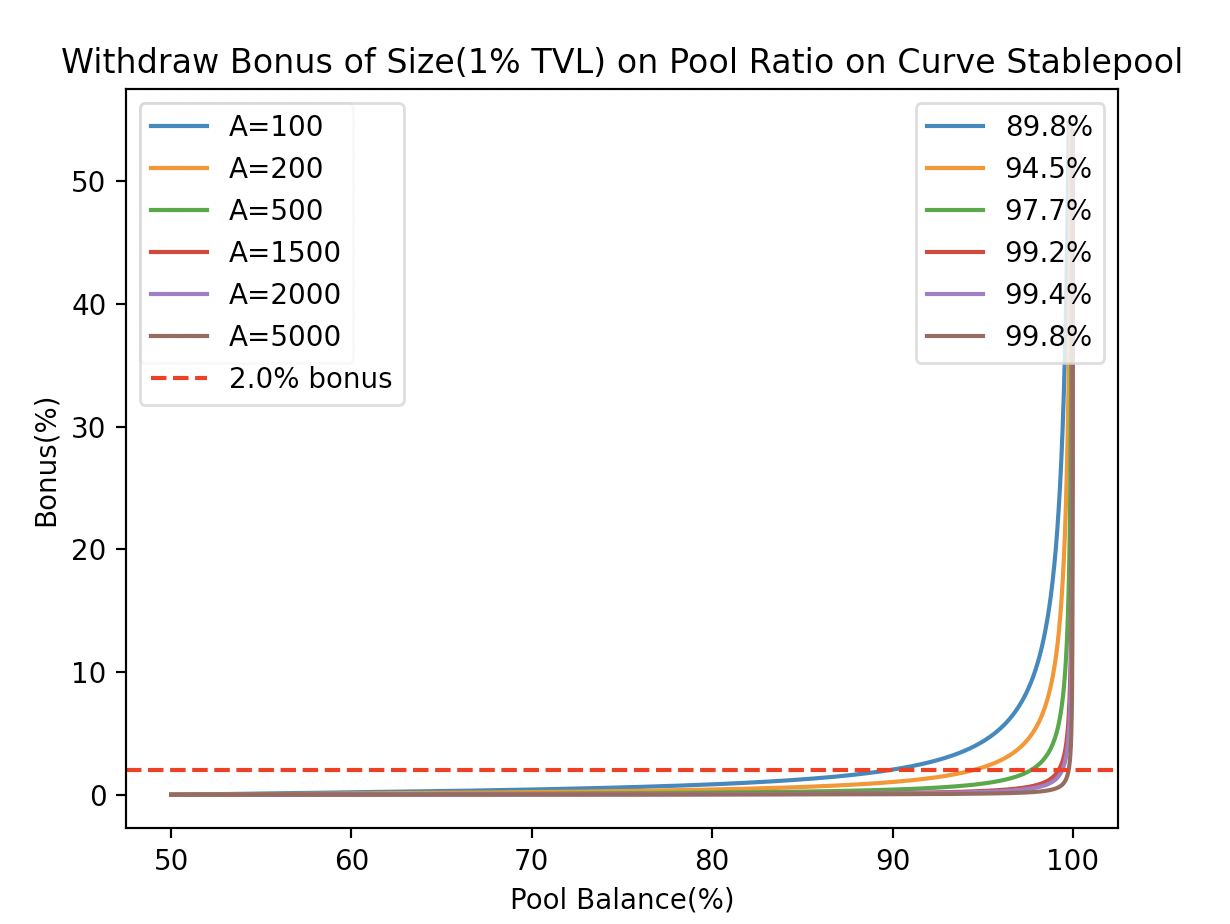 Withdraw Bonus of Size(1% TVL) on Pool Ratio on Curve Stablepool
A=100
A=200
A=500
A=1500
A=2000
A=5000
2.0% bonus
89.8%
94.5%
97.7%
99.2%
99.4%
99.8%
Bonus(%)
50
40
30
20
10
0
50
60
70
80
90
100
Pool Balance(%)